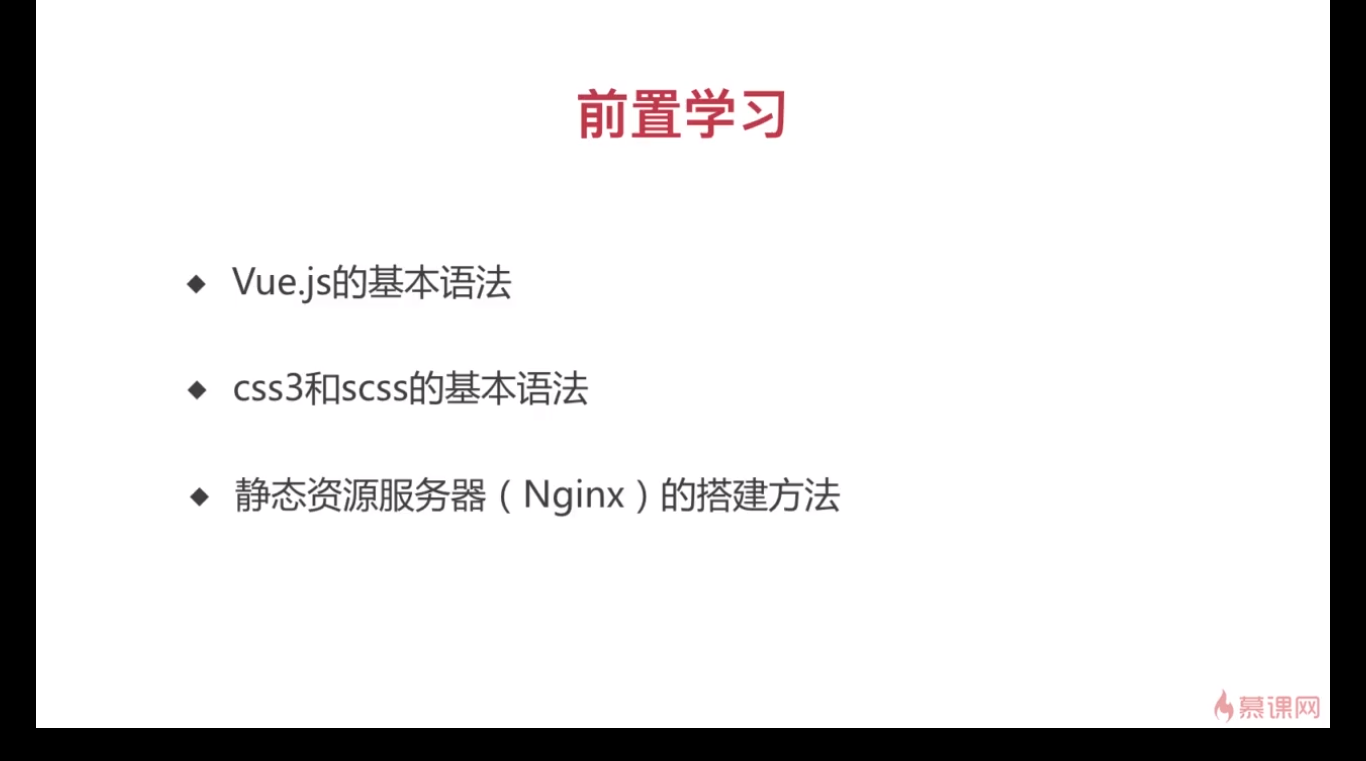 前置学习
◆ Vue.js的基本语法
◆ css3和scss的基本语法
◆ 静态资源服务器（Nginx）的搭建方法
慕课网